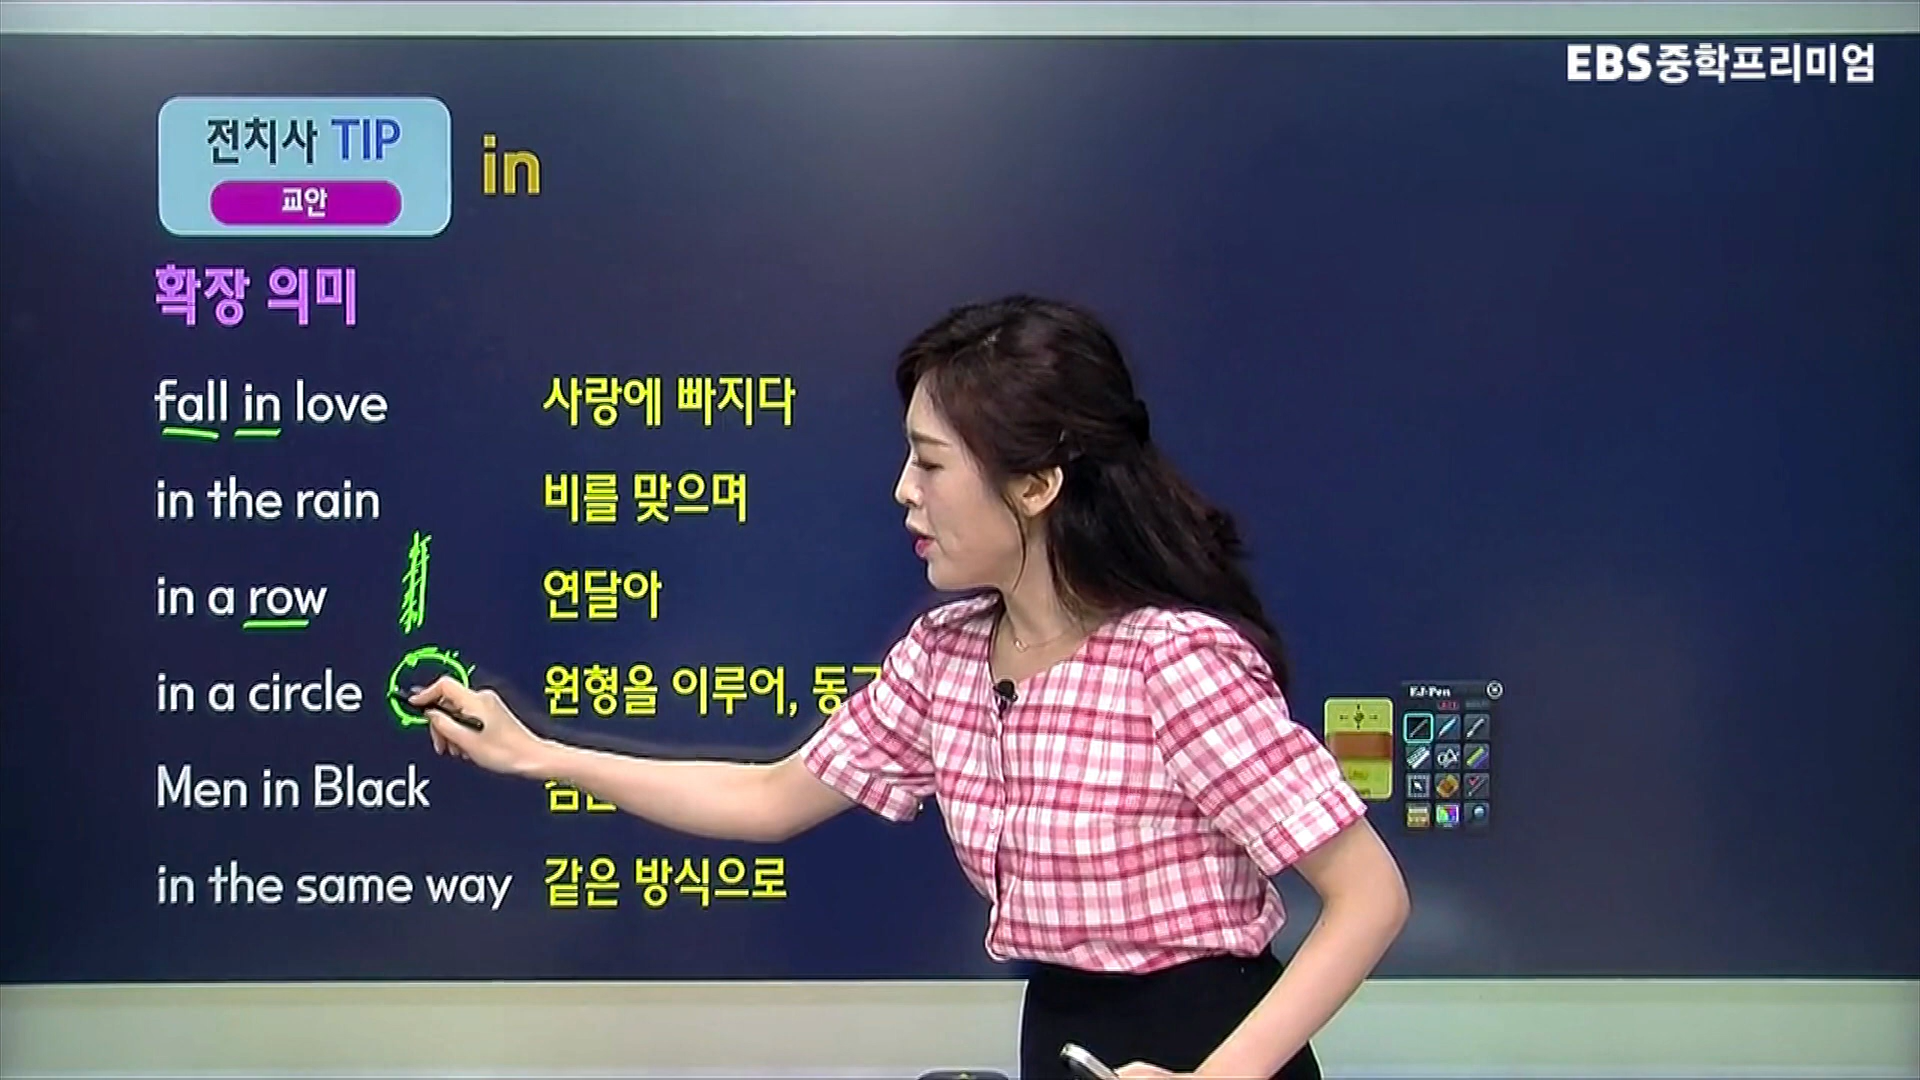 EBS중학프리미엄
전치사 TIP
교안
in
확장 의미
fall in love 사랑에 빠지다
in the rain 비를 맞으며
in a row 연달아
in a circle 원형을 이루어,
Men in Black
in the same way 같은 방식으로